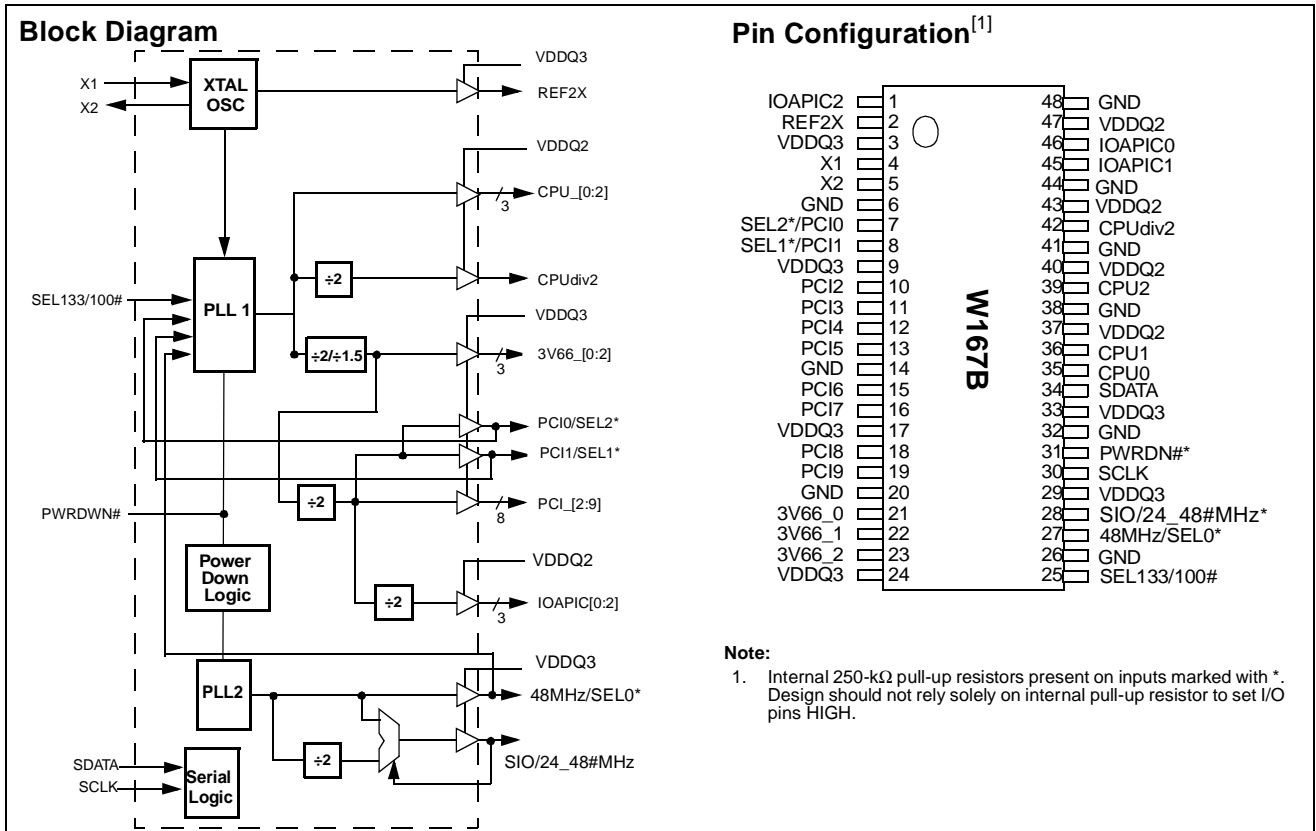 Block Diagram
VDDQ3
X1
X2
XTAL
OSC
REF2X
VDDQ2
CPU_[0:2]
3
÷2
CPUdiv2
SEL133/100#
PLL 1
VDDQ3
÷2/÷1.5
3V66_[0:2]
3
PCI0/SEL2*
PCI1/SEL1*
÷2
PCI_[2:9]
8
PWRDWN#
Power
Down
Logic
VDDQ2
÷2
IOAPIC[0:2]
3
VDDQ3
PLL2
48MHz/SEL0*
÷2
SIO/24_48#MHz
SDATA
SCLK
Serial
Logic
Pin Configuration[1]
IOAPIC2 1
REF2X 2
VDDQ3 3
X1 4
X2 5
GND 6
SEL2*/PCI0 7
SEL1*/PCI1 8
VDDQ3 9
PCI2 10
PCI3 11
PCI4 12
PCI5 13
GND 14
PCI6 15
PCI7 16
VDDQ3 17
PCI8 18
PCI9 19
GND 20
3V66_0 21
3V66_1 22
3V66_2 23
VDDQ3 24
W167B
48 GND
47 VDDQ2
46 IOAPIC0
45 IOAPIC1
44 GND
43 VDDQ2
42 CPUdiv2
41 GND
40 VDDQ2
39 CPU2
38 GND
37 VDDQ2
36 CPU1
35 CPU0
34 SDATA
33 VDDQ3
32 GND
31 PWRDN#*
30 SCLK
29 VDDQ3
28 SIO/24_48#MHz*
27 48MHz/SEL0*
26 GND
25 SEL133/100#
Note:
1. Internal 250-kΩ pull-up resistors present on inputs marked with *.
Design should not rely solely on internal pull-up resistor to set I/O
pins HIGH.